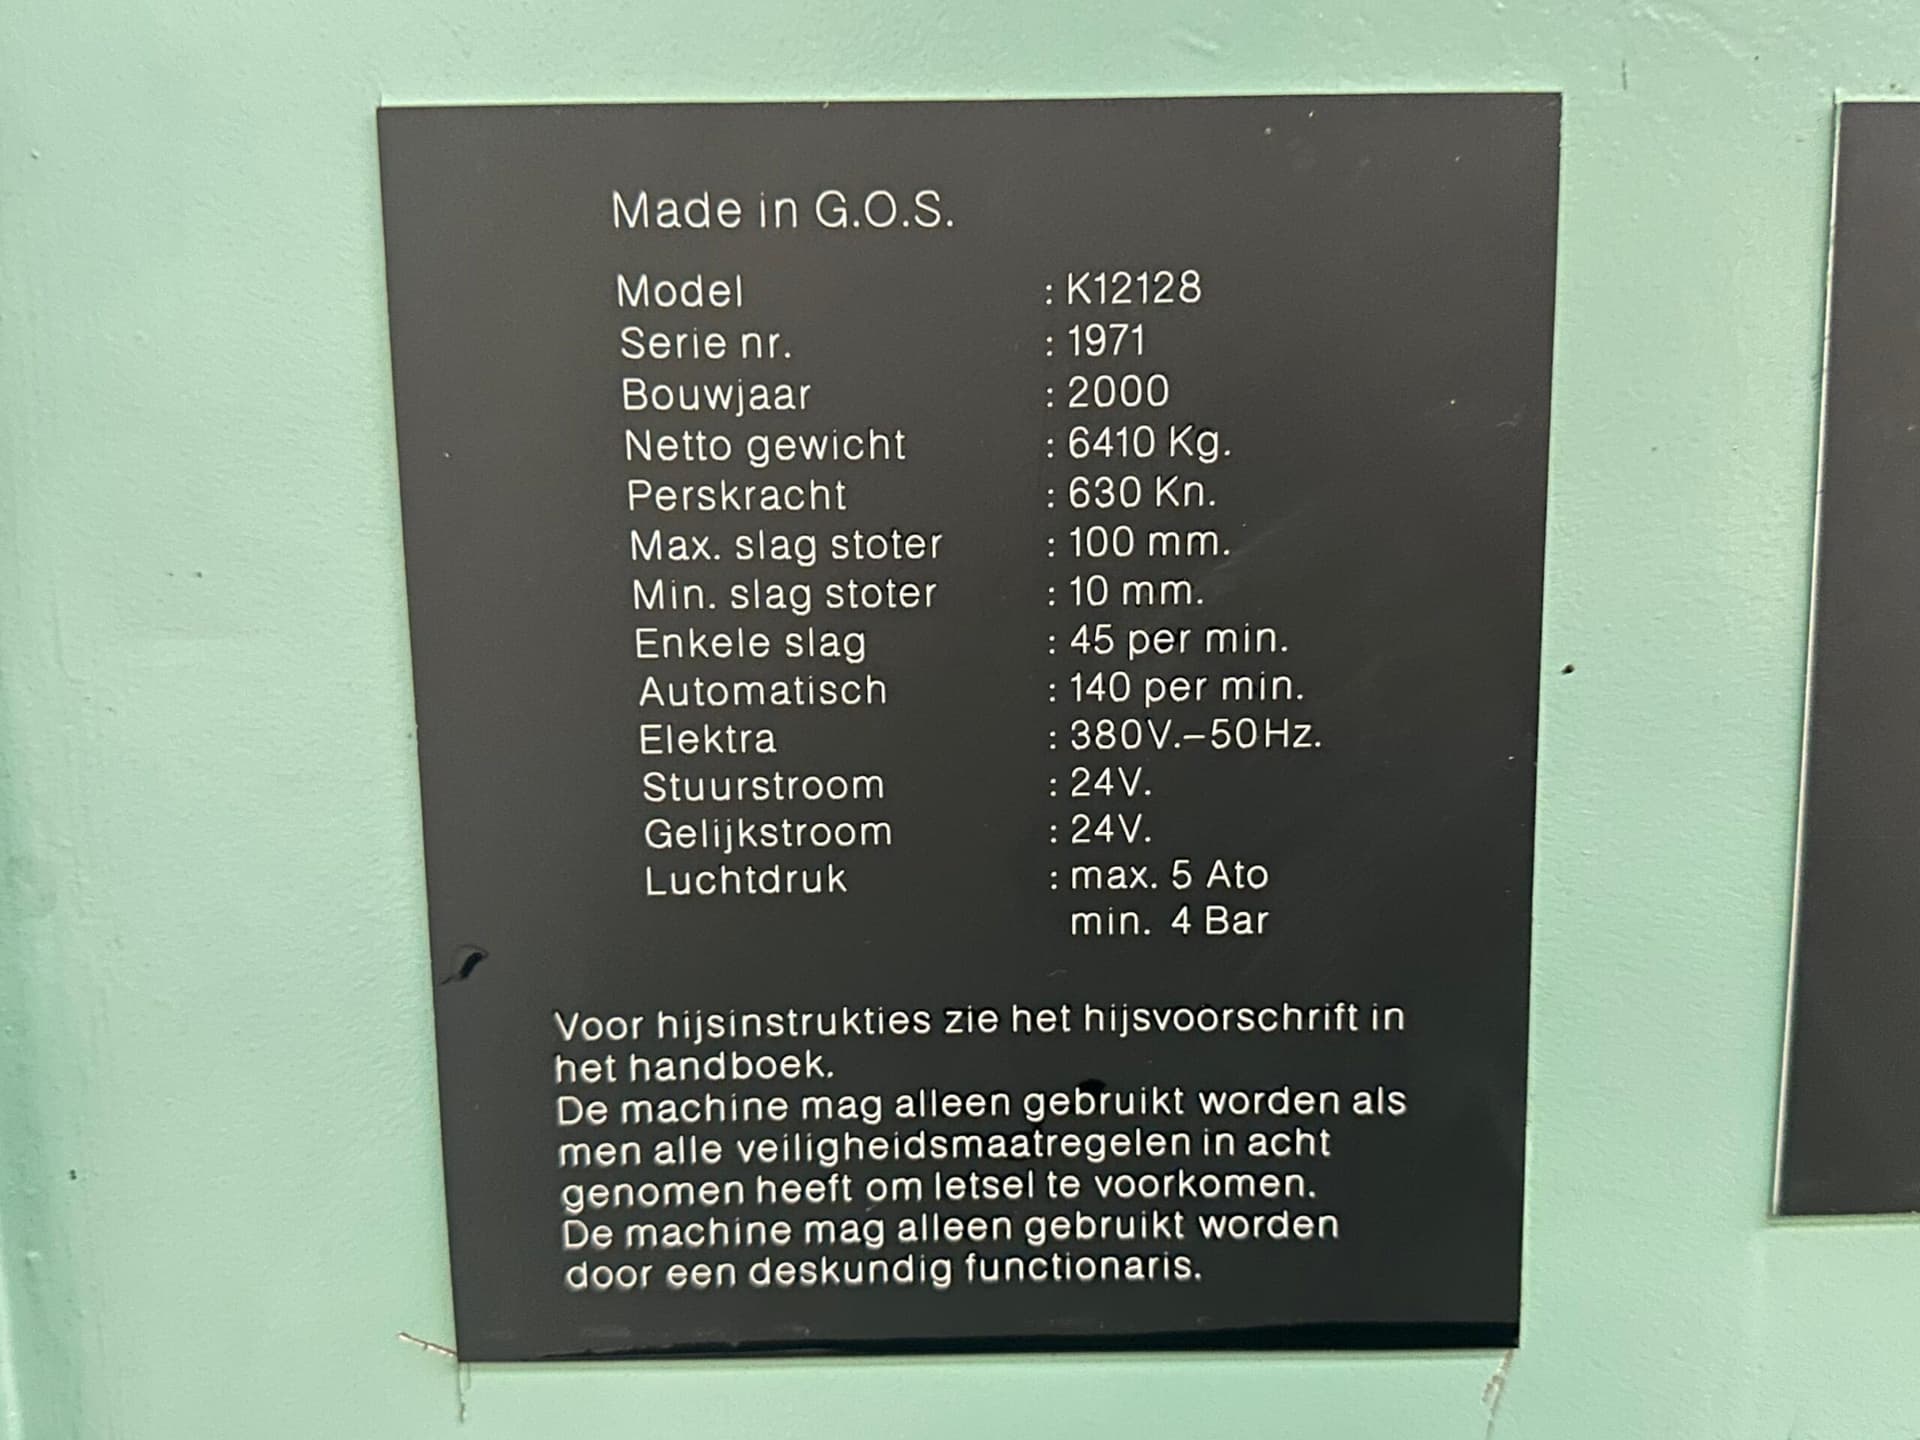 Made in G.O.S.
Model : K12128
Serie nr. : 1971
Bouwjaar : 2000
Netto gewicht : 6410 Kg.
Perskracht : 630 Kn.
Max. slag stoter : 100 mm.
Min. slag stoter : 10 mm.
Enkele slag : 45 per min.
Automatisch : 140 per min.
Elektra : 380V.–50Hz.
Stuurstroom : 24V.
Gelijkstroom : 24V.
Luchtdruk : max. 5 Ato
min. 4 Bar
Voor hijsinstrukties zie het hijsvoorschrift in
het handboek.
De machine mag alleen gebruikt worden als
men alle veiligheidsmaatregelen in acht
genomen heeft om letsel te voorkomen.
De machine mag alleen gebruikt worden
door een deskundig functionaris.